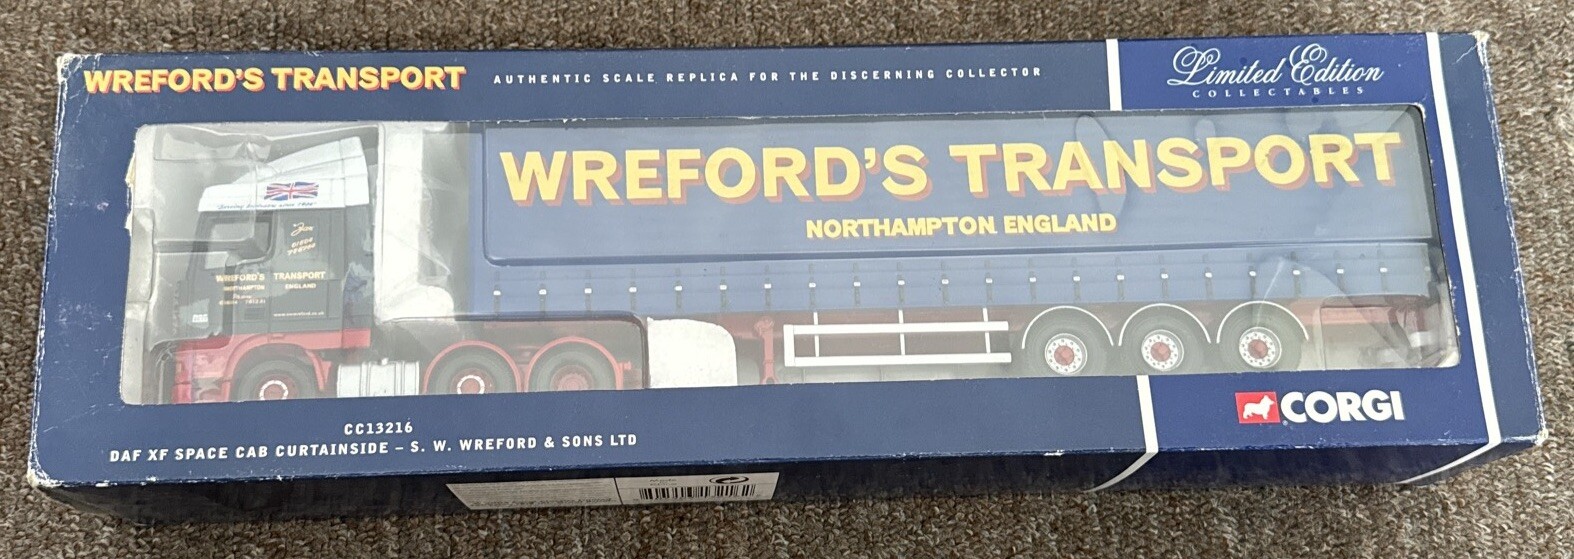 WREFORD'S TRANSPORT
AUTHENTIC SCALE REPLICA FOR THE DISCERNING COLLECTOR
Limited Edition
COLLECTABLES
WREFORD'S TRANSPORT
NORTHAMPTON ENGLAND
WREFORD'S TRANSPORT
NORTHAMPTON ENGLAND
CORGI
CC13216
DAF XF SPACE CAB CURTAINSIDE – S. W. WREFORD & SONS LTD